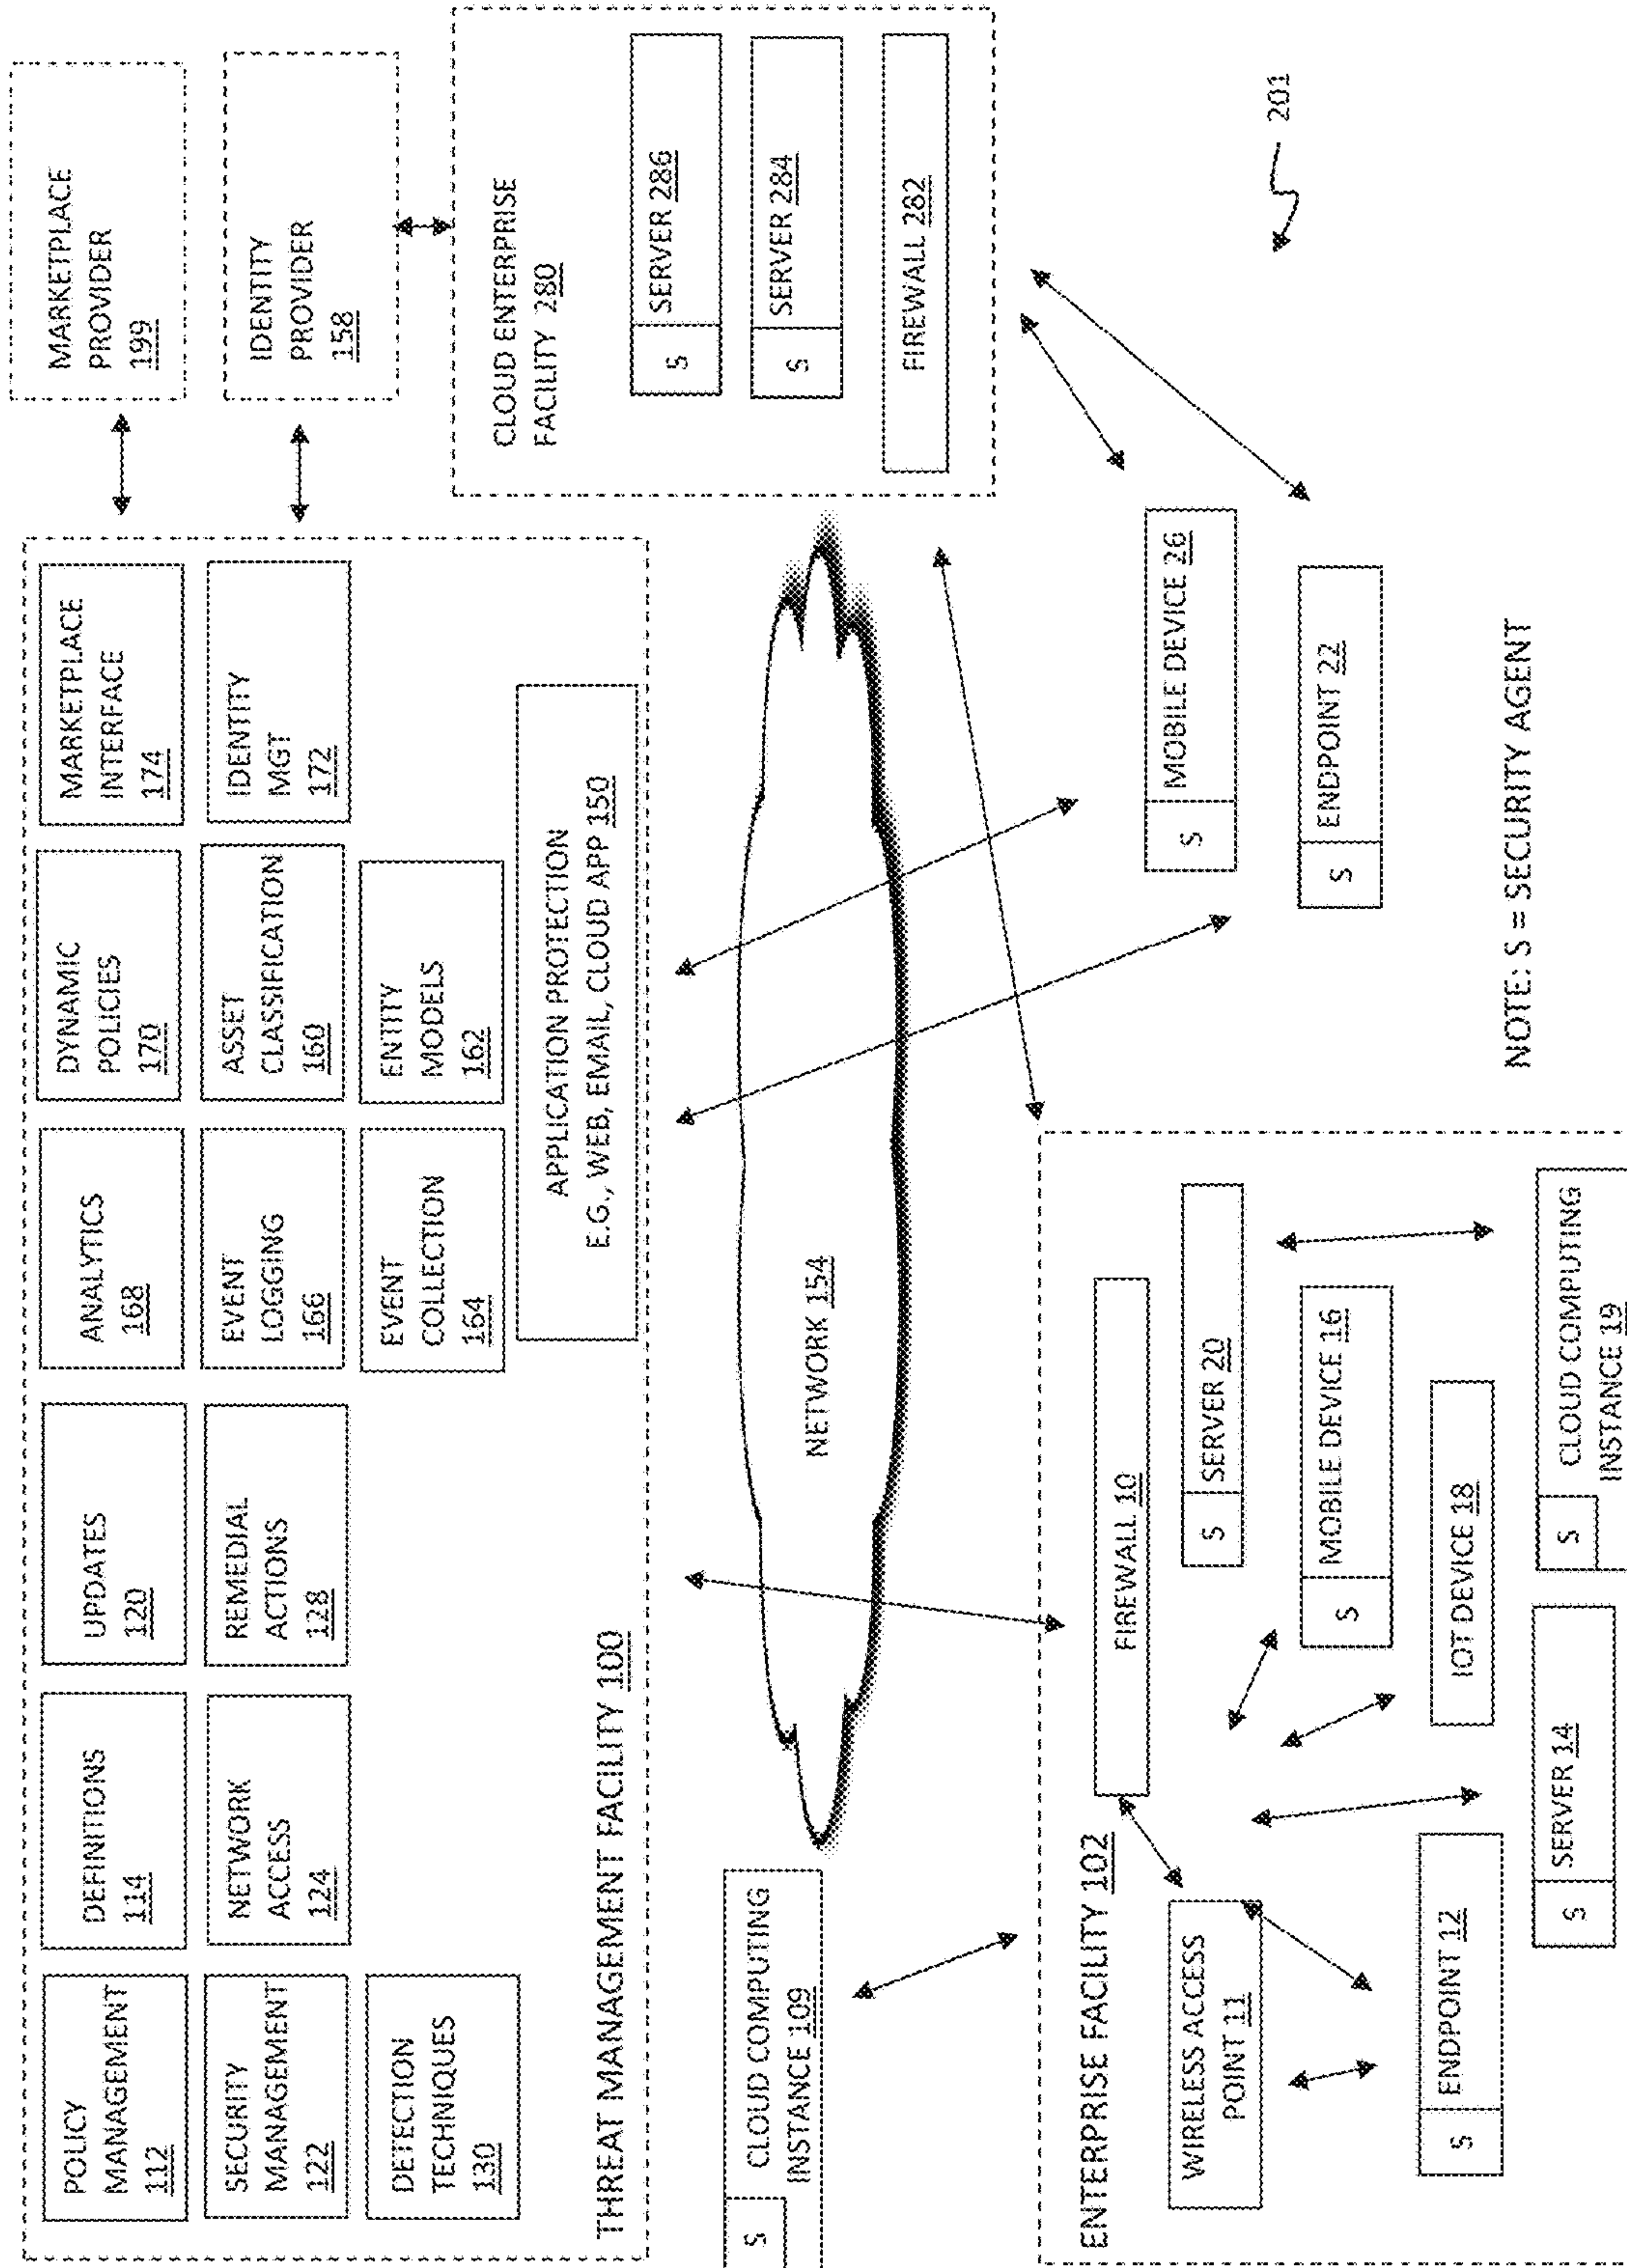 POLICY
MANAGEMENT
112
DEFINITIONS
114
UPDATES
120
ANALYTICS
168
DYNAMIC
POLICIES
170
MARKETPLACE
INTERFACE
174
MARKETPLACE
PROVIDER
199
SECURITY
MANAGEMENT
122
NETWORK
ACCESS
124
REMEDIAL
ACTIONS
128
EVENT
LOGGING
166
ASSET
CLASSIFICATION
160
IDENTITY
MGT
172
IDENTITY
PROVIDER
158
DETECTION
TECHNIQUES
130
EVENT
COLLECTION
164
ENTITY
MODELS
162
APPLICATION PROTECTION
E.G., WEB, EMAIL, CLOUD APP 150
THREAT MANAGEMENT FACILITY 100
CLOUD ENTERPRISE
FACILITY 280
S SERVER 286
S SERVER 284
FIREWALL 282
S CLOUD COMPUTING
INSTANCE 109
NETWORK 154
ENTERPRISE FACILITY 102
FIREWALL 10
WIRELESS ACCESS
POINT 11
S SERVER 20
S MOBILE DEVICE 16
IOT DEVICE 18
S ENDPOINT 12
S SERVER 14
S CLOUD COMPUTING
INSTANCE 19
S MOBILE DEVICE 26
S ENDPOINT 22
201
NOTE: S = SECURITY AGENT